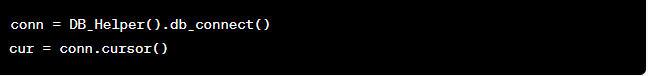 conn = DB_Helper().db_connect()
cur = conn.cursor()